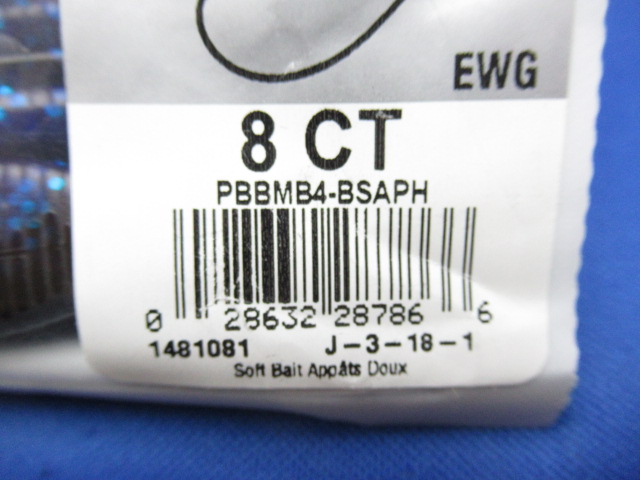 EWG
8 CT
PBBMB4-BSAPH
0 28632 28786 6
1481081 J-3-18-1
Soft Bait Appâts Doux